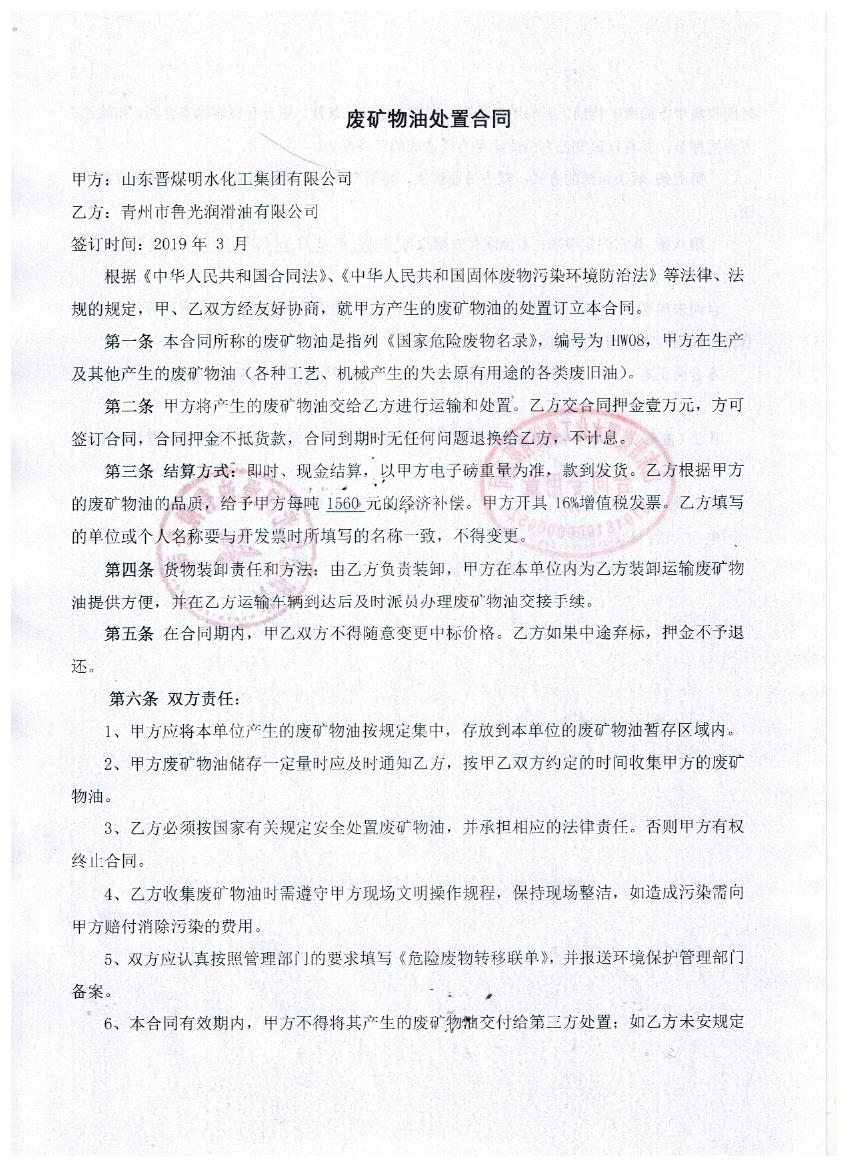 废矿物油处置合同
甲方：山东晋煤明水化工集团有限公司
乙方：青州市鲁光润滑油有限公司
签订时间：2019 年 3 月
根据《中华人民共和国合同法》、《中华人民共和国固体废物污染环境防治法》等法律、法
规的规定，甲、乙双方经友好协商，就甲方产生的废矿物油的处置订立本合同。
第一条 本合同所称的废矿物油是指列《国家危险废物名录》，编号为 HW08，甲方在生产
及其他产生的废矿物油（各种工艺、机械产生的失去原有用途的各类废旧油）。
第二条 甲方将产生的废矿物油交给乙方进行运输和处置。乙方交合同押金壹万元，方可
签订合同，合同押金不抵货款，合同到期时无任何问题退换给乙方，不计息。
第三条 结算方式：即时、现金结算，以甲方电子磅重量为准，款到发货。乙方根据甲方
的废矿物油的品质，给予甲方每吨 1560 元的经济补偿。甲方开具 16%增值税发票。乙方填写
的单位或个人名称要与开发票时所填写的名称一致，不得变更。
第四条 货物装卸责任和方法：由乙方负责装卸，甲方在本单位内为乙方装卸运输废矿物
油提供方便，并在乙方运输车辆到达后及时派员办理废矿物油交接手续。
第五条 在合同期内，甲乙双方不得随意变更中标价格。乙方如果中途弃标，押金不予退
还。
第六条 双方责任：
1、甲方应将本单位产生的废矿物油按规定集中，存放到本单位的废矿物油暂存区域内。
2、甲方废矿物油储存一定量时应及时通知乙方，按甲乙双方约定的时间收集甲方的废矿
物油。
3、乙方必须按国家有关规定安全处置废矿物油，并承担相应的法律责任。否则甲方有权
终止合同。
4、乙方收集废矿物油时需遵守甲方现场文明操作规程，保持现场整洁，如造成污染需向
甲方赔付消除污染的费用。
5、双方应认真按照管理部门的要求填写《危险废物转移联单》，并报送环境保护管理部门
备案。
6、本合同有效期内，甲方不得将其产生的废矿物油交付给第三方处置；如乙方未安规定